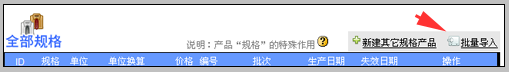 全部规格
说明：产品“规格”的特殊作用 新建其它规格产品 批量导入
ID 规格 单位 单位换算 价格 编号 批次 生产日期 失效日期 操作